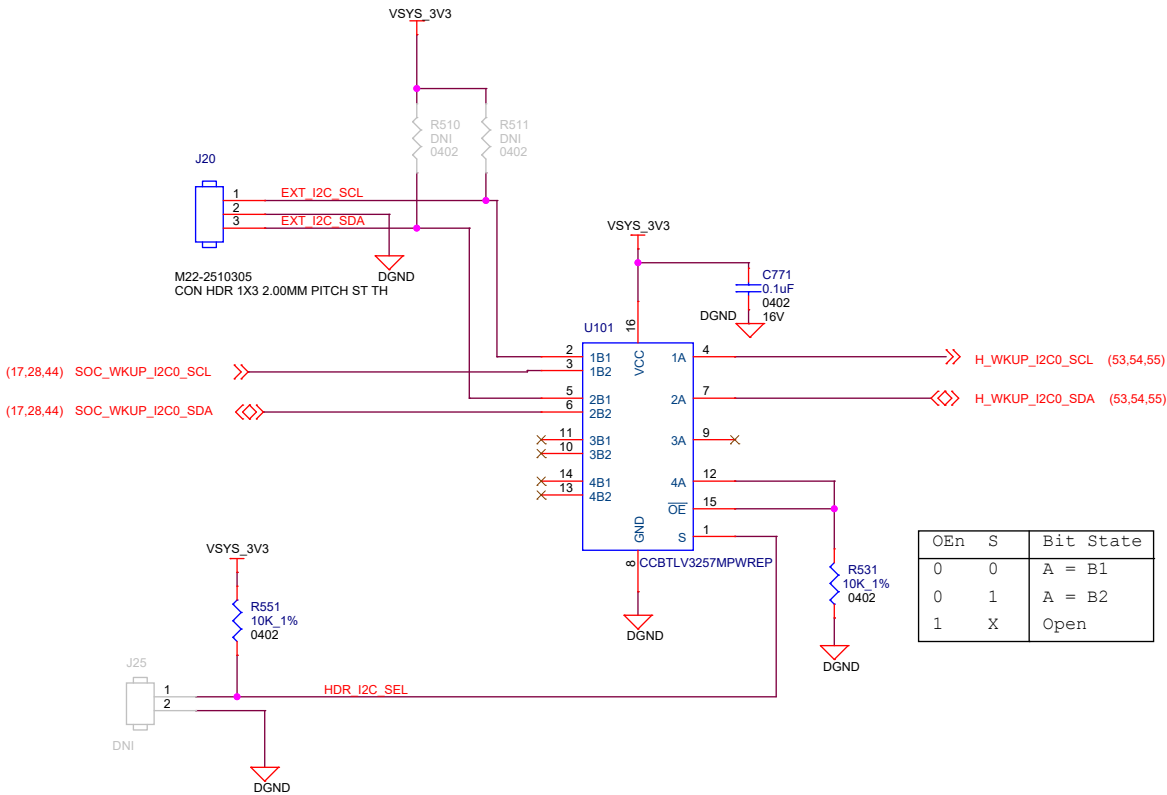 VSYS_3V3
R510
DNI
0402
R511
DNI
0402
J20
1
2
3
EXT_I2C_SCL
EXT_I2C_SDA
DGND
M22-2510305
CON HDR 1X3 2.00MM PITCH ST TH
VSYS_3V3
C771
0.1uF
0402
16V
DGND
U101
16
VCC
2
1B1
3
1B2
5
2B1
6
2B2
11
3B1
10
3B2
14
4B1
13
4B2
1A
4
2A
7
3A
9
4A
12
OE
15
S
1
GND
8
CCBTLV3257MPWREP
DGND
(17,28,44) SOC_WKUP_I2C0_SCL
(17,28,44) SOC_WKUP_I2C0_SDA
H_WKUP_I2C0_SCL (53,54,55)
H_WKUP_I2C0_SDA (53,54,55)
R531
10K_1%
0402
DGND
OEn S Bit State
0 0 A = B1
0 1 A = B2
1 X Open
VSYS_3V3
R551
10K_1%
0402
J25
1
2
HDR_I2C_SEL
DNI
DGND